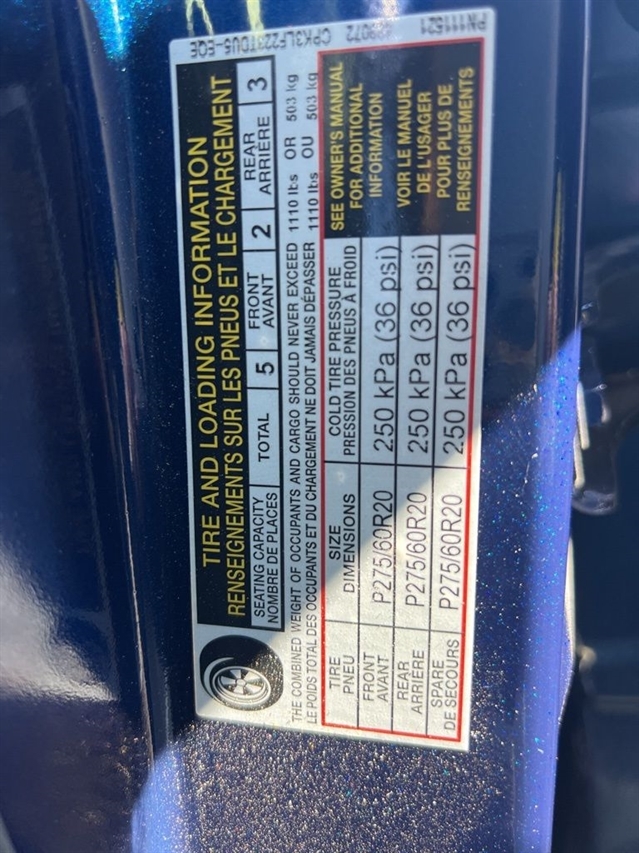 TIRE AND LOADING INFORMATION
RENSEIGNEMENTS SUR LES PNEUS ET LE CHARGEMENT
SEATING CAPACITY TOTAL 5 FRONT 2 REAR 3
NOMBRE DE PLACES AVANT ARRIÈRE
THE COMBINED WEIGHT OF OCCUPANTS AND CARGO SHOULD NEVER EXCEED 1110 lbs OR 503 kg
LE POIDS TOTAL DES OCCUPANTS ET DU CHARGEMENT NE DOIT JAMAIS DÉPASSER 1110 lbs OU 503 kg
TIRE SIZE COLD TIRE PRESSURE
PNEU DIMENSIONS PRESSION DES PNEUS À FROID
FRONT
AVANT P275/60R20 250 kPa (36 psi)
REAR
ARRIÈRE P275/60R20 250 kPa (36 psi)
SPARE
DE SECOURS P275/60R20 250 kPa (36 psi)
SEE OWNER'S MANUAL
FOR ADDITIONAL
INFORMATION
VOIR LE MANUEL
DE L'USAGER
POUR PLUS DE
RENSEIGNEMENTS
PN111521
CPK3LF223TDU5-EQE